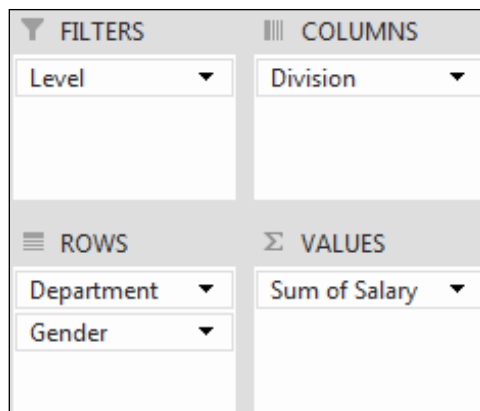 FILTERS
Level
COLUMNS
Division
ROWS
Department
Gender
Σ VALUES
Sum of Salary